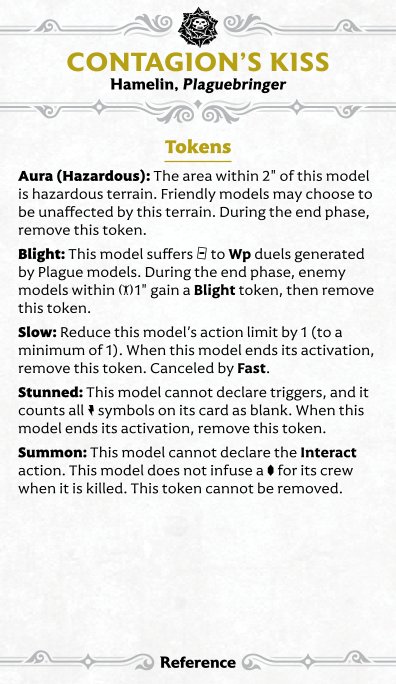 CONTAGION'S KISS
Hamelin, Plaguebringer
Tokens
Aura (Hazardous): The area within 2" of this model
is hazardous terrain. Friendly models may choose to
be unaffected by this terrain. During the end phase,
remove this token.
Blight: This model suffers to Wp duels generated
by Plague models. During the end phase, enemy
models within 1" gain a Blight token, then remove
this token.
Slow: Reduce this model's action limit by 1 (to a
minimum of 1). When this model ends its activation,
remove this token. Canceled by Fast.
Stunned: This model cannot declare triggers, and it
counts all symbols on its card as blank. When this
model ends its activation, remove this token.
Summon: This model cannot declare the Interact
action. This model does not infuse a for its crew
when it is killed. This token cannot be removed.
Reference